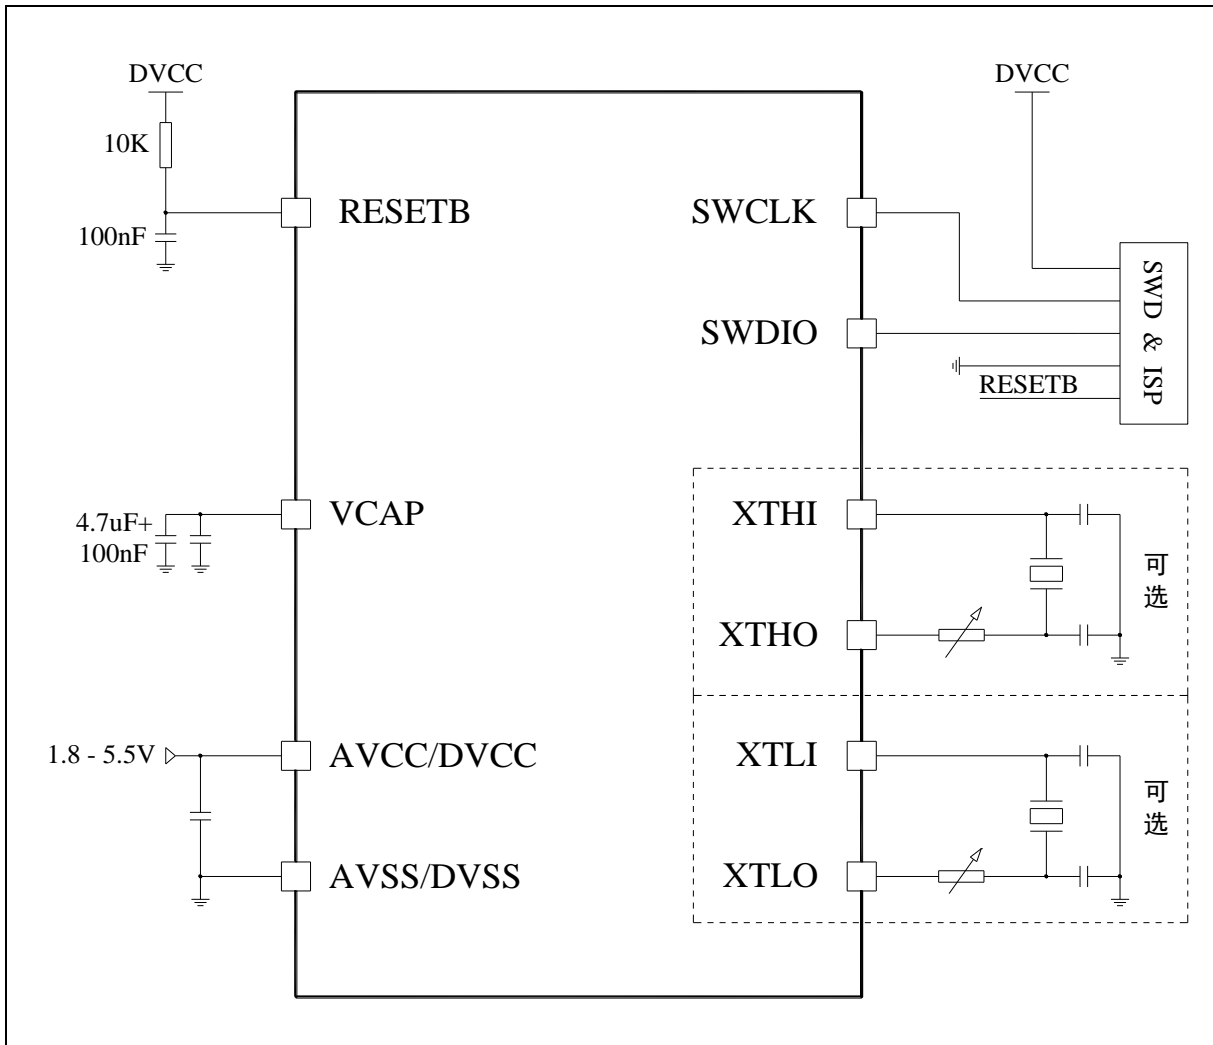 DVCC
DVCC
10K
RESETB
SWCLK
100nF
SWD & ISP
SWDIO
RESETB
4.7uF+
100nF
VCAP
XTHI
可选
XTHO
1.8 - 5.5V
AVCC/DVCC
XTLI
可选
AVSS/DVSS
XTLO